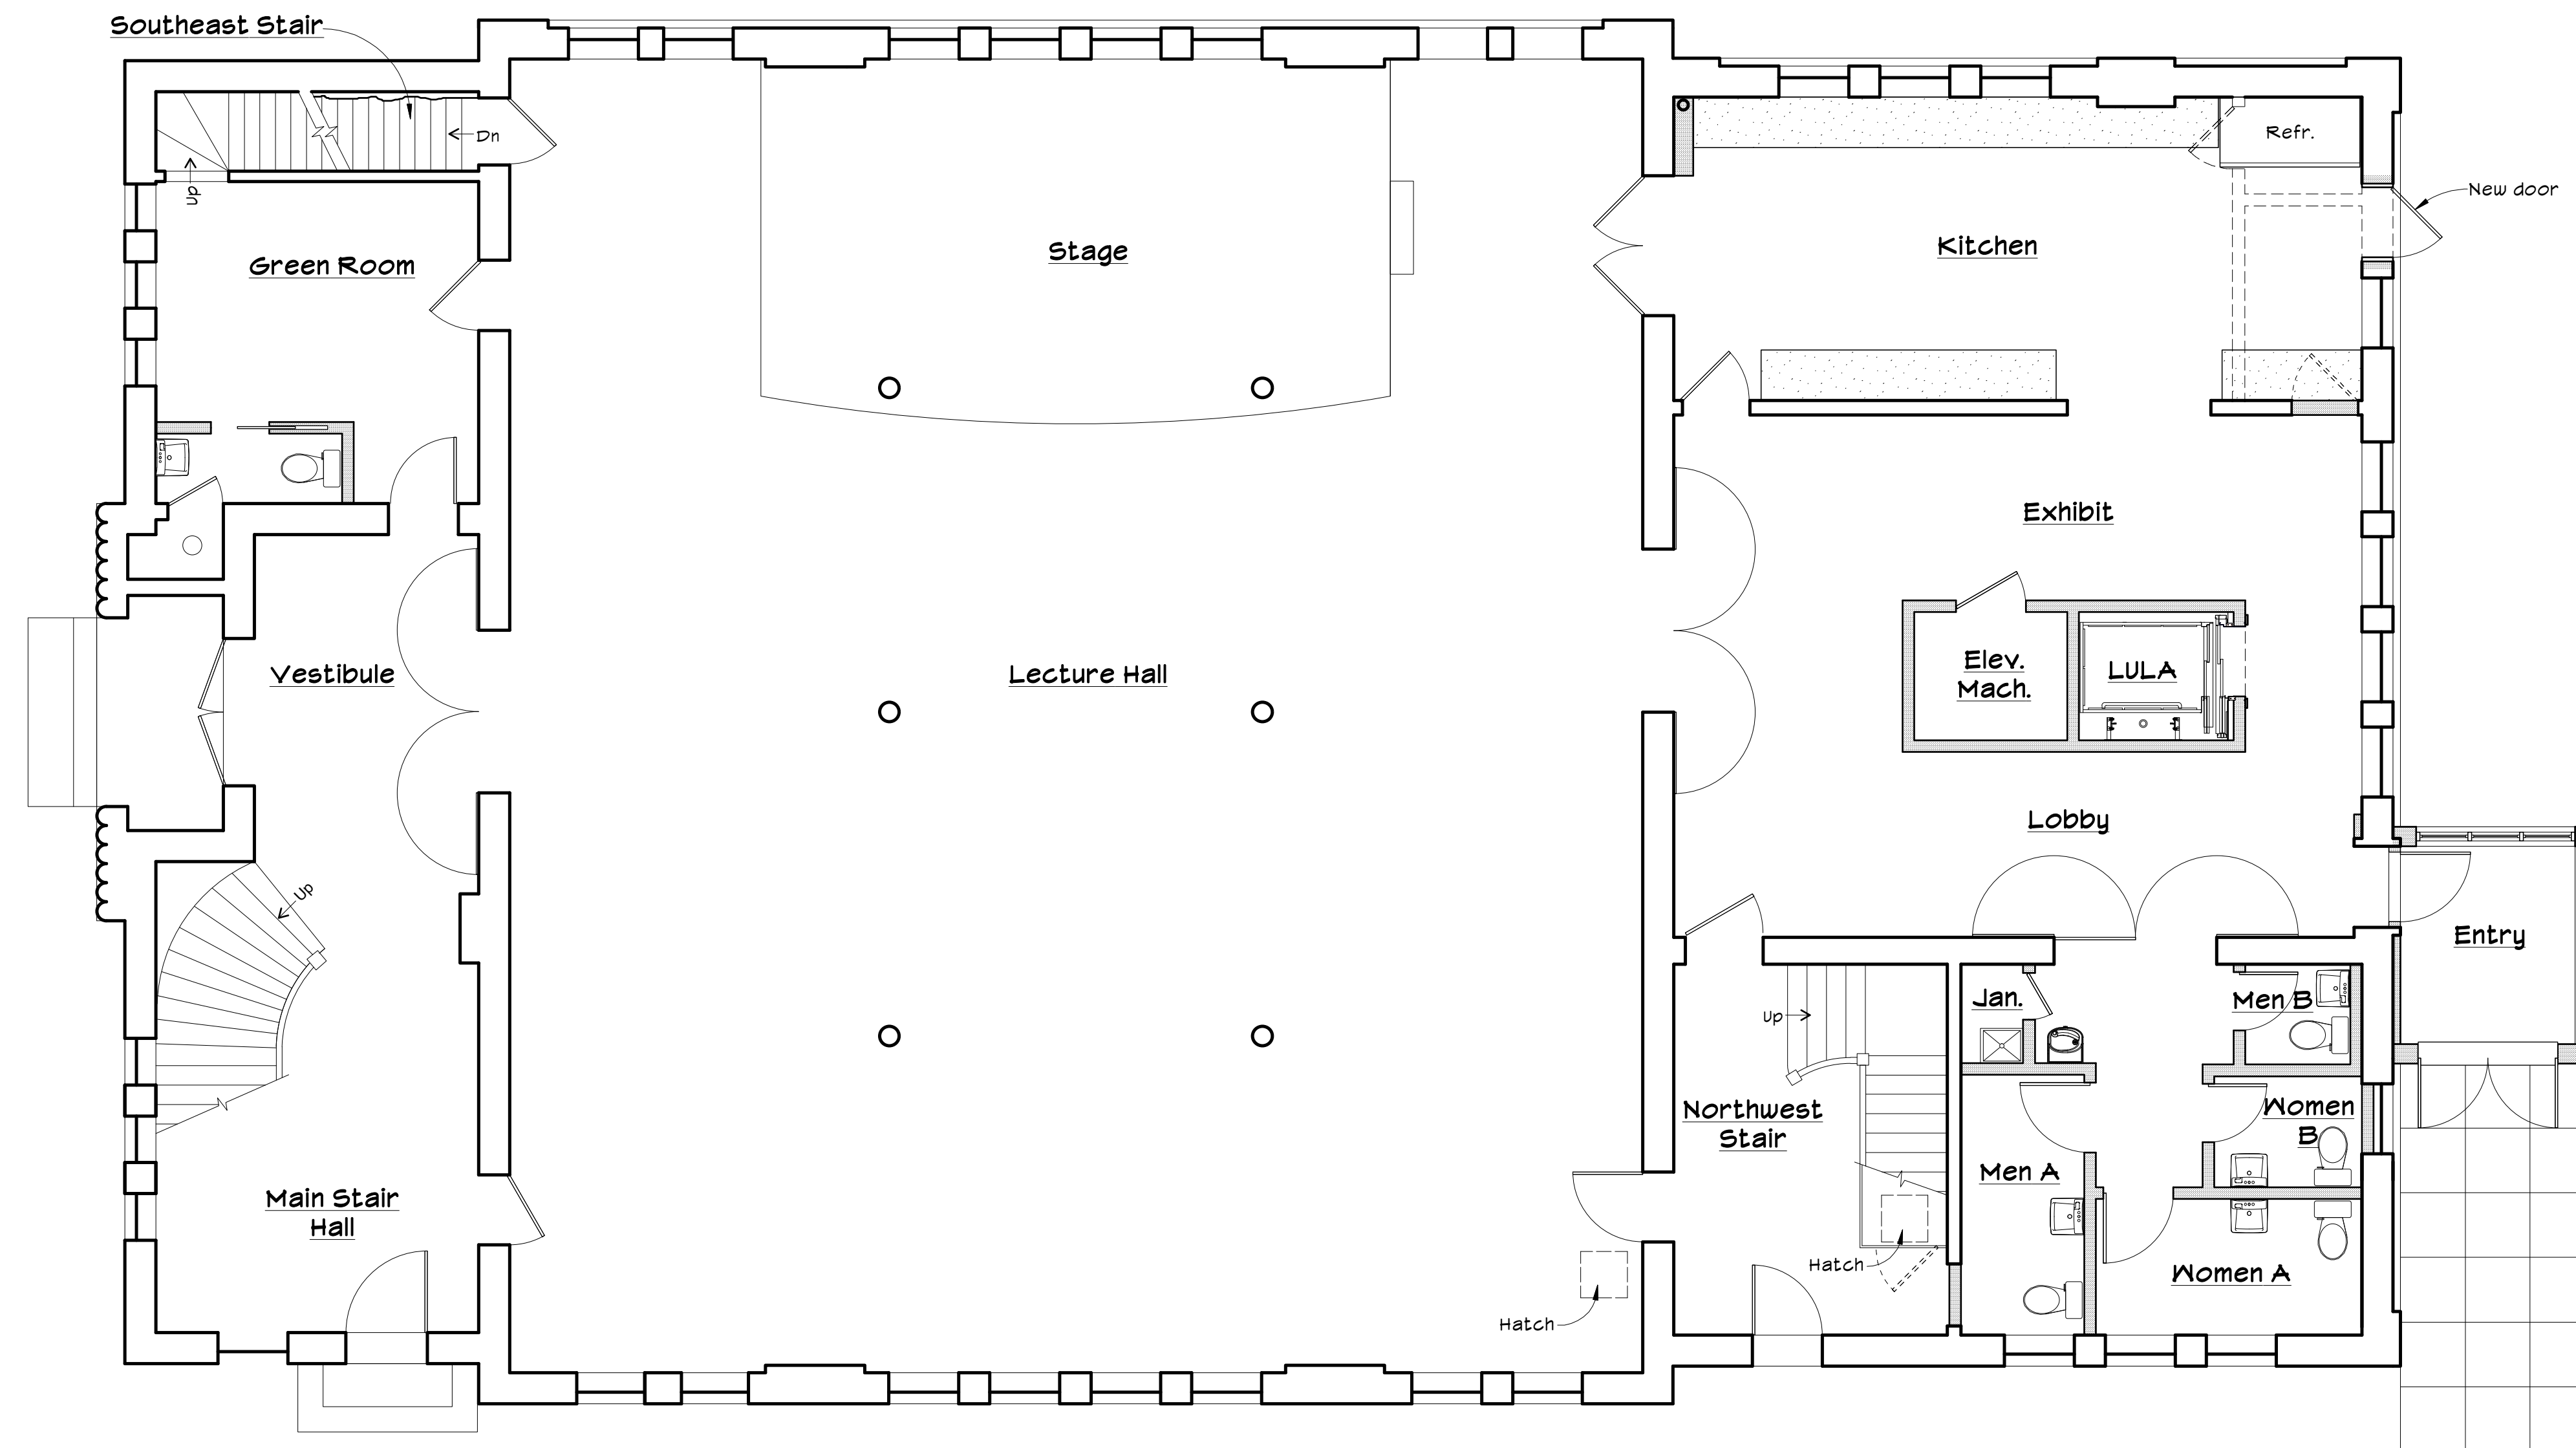 Southeast Stair
Dn
Up
Refr.
New door
Green Room
Stage
Kitchen
Exhibit
Vestibule
Lecture Hall
Elev.
Mach.
LULA
Lobby
Up
Entry
Up
Jan.
Men B
Northwest
Stair
Women
B
Men A
Main Stair
Hall
Hatch
Women A
Hatch